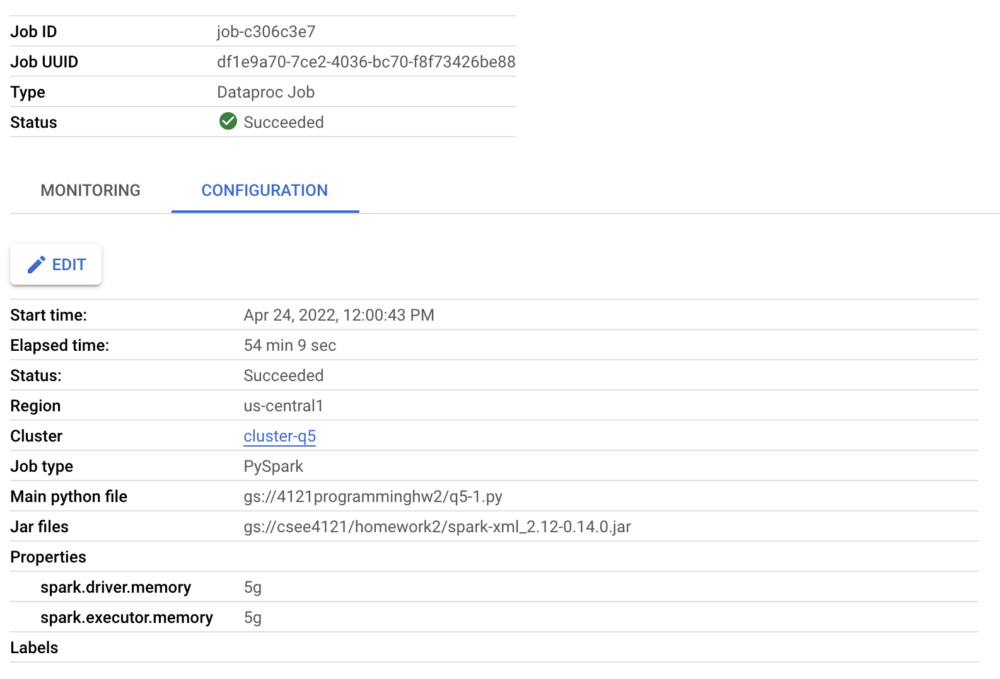 Job ID job-c306c3e7
Job UUID df1e9a70-7ce2-4036-bc70-f8f73426be88
Type Dataproc Job
Status Succeeded
MONITORING CONFIGURATION
EDIT
Start time: Apr 24, 2022, 12:00:43 PM
Elapsed time: 54 min 9 sec
Status: Succeeded
Region us-central1
Cluster cluster-q5
Job type PySpark
Main python file gs://4121programminghw2/q5-1.py
Jar files gs://csee4121/homework2/spark-xml_2.12-0.14.0.jar
Properties
spark.driver.memory 5g
spark.executor.memory 5g
Labels